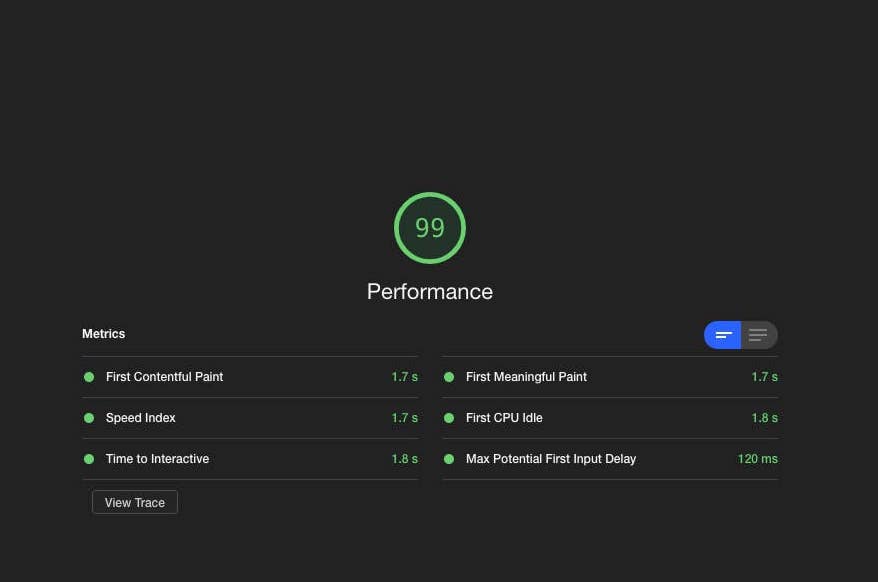 99
Performance
Metrics
First Contentful Paint 1.7 s
First Meaningful Paint 1.7 s
Speed Index 1.7 s
First CPU Idle 1.8 s
Time to Interactive 1.8 s
Max Potential First Input Delay 120 ms
View Trace